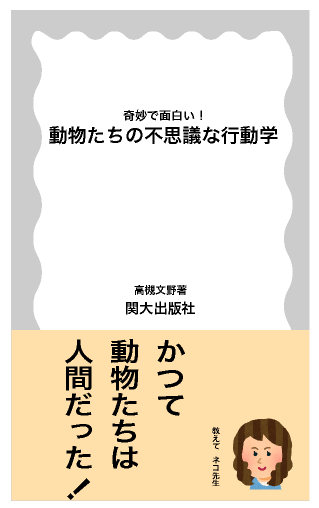 奇妙で面白い！
動物たちの不思議な行動学
高槻文野著
関大出版社
かつて
動物たちは
人間だった！
教えて ネコ先生